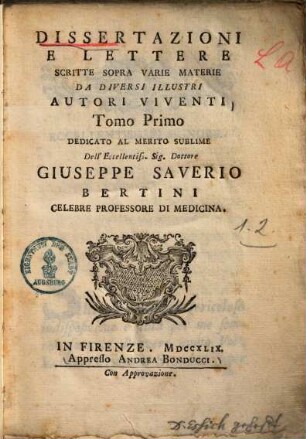 DISSERTAZIONI
E LETTERE
SCRITTE SOPRA VARIE MATERIE
DA DIVERSI ILLUSTRI
AUTORI VIVENTI,
Tomo Primo
DEDICATO AL MERITO SUBLIME
Dell'Eccellentiss. Sig. Dottore
GIUSEPPE SAVERIO
BERTINI
CELEBRE PROFESSORE DI MEDICINA.
1.2
IN FIRENZE. MDCCXLIX.
Appresso ANDREA BONDUCCI.
Con Approvazione.